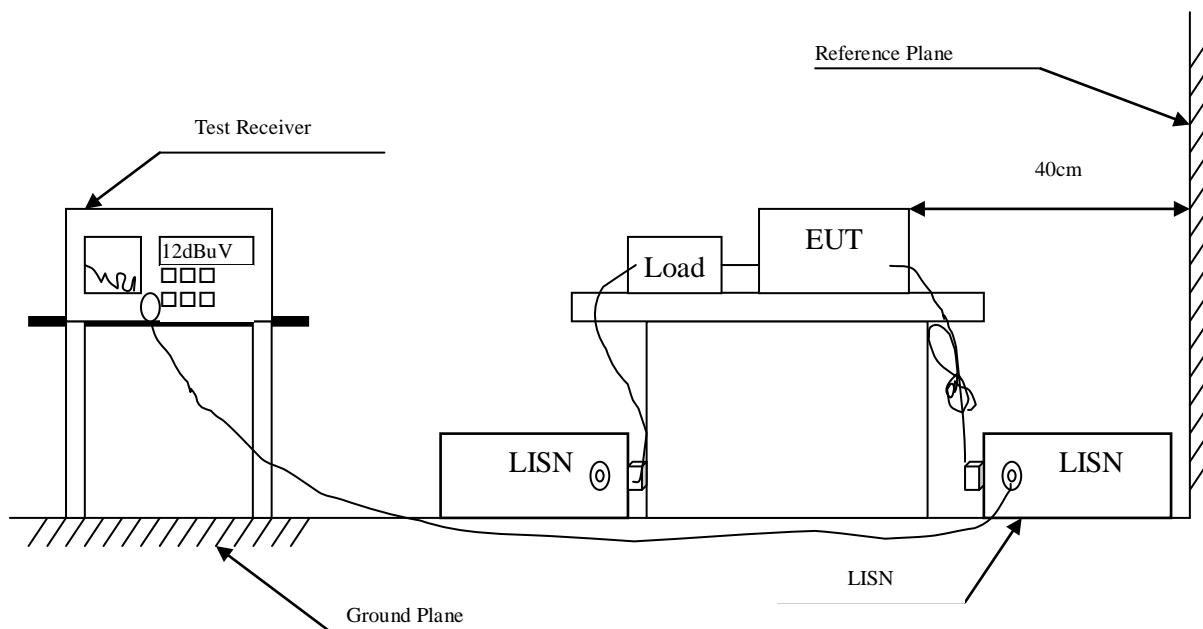 Reference Plane
Test Receiver
40cm
12dBuV
EUT
Load
LISN
LISN
LISN
Ground Plane